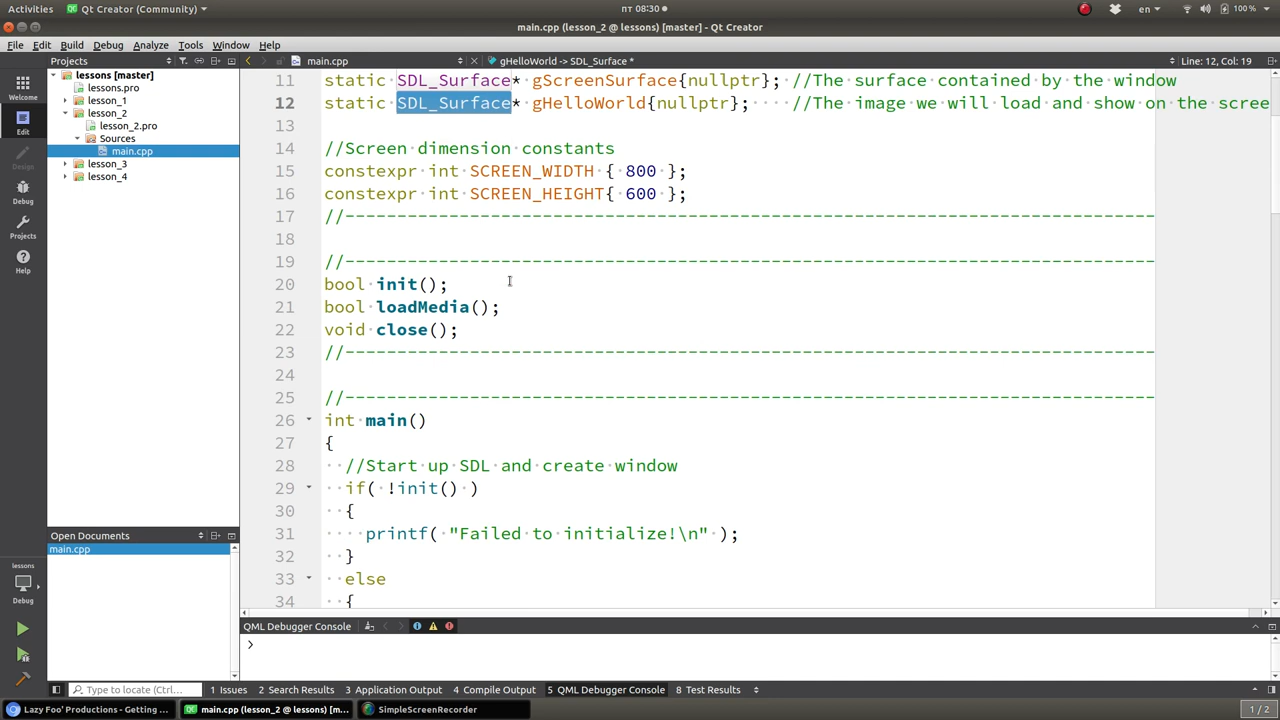 Activities
Qt Creator (Community)
пт 08:30
en
100 %
main.cpp (lesson_2 @ lessons) [master] - Qt Creator
File Edit Build Debug Analyze Tools Window Help
Projects
main.cpp
gHelloWorld -> SDL_Surface *
Line: 12, Col: 19
Welcome
Edit
Design
Debug
Projects
Help
lessons [master]
lessons.pro
lesson_1
lesson_2
lesson_2.pro
Sources
main.cpp
lesson_3
lesson_4
11 static SDL_Surface* gScreenSurface{nullptr}; //The surface contained by the window
12 static SDL_Surface* gHelloWorld{nullptr}; //The image we will load and show on the scree
13
14 //Screen dimension constants
15 constexpr int SCREEN_WIDTH { 800 };
16 constexpr int SCREEN_HEIGHT{ 600 };
17 //------------------------------------------------------------------------------
18
19 //------------------------------------------------------------------------------
20 bool init();
21 bool loadMedia();
22 void close();
23 //------------------------------------------------------------------------------
24
25 //------------------------------------------------------------------------------
26 int main()
27 {
28 //Start up SDL and create window
29 if( !init() )
30 {
31 printf( "Failed to initialize!\n" );
32 }
33 else
34 {
Open Documents
main.cpp
lessons
Debug
QML Debugger Console
>
Type to locate (Ctrl+...
1 Issues 2 Search Results 3 Application Output 4 Compile Output 5 QML Debugger Console 8 Test Results
Lazy Foo' Productions - Getting ...
main.cpp (lesson_2 @ lessons) [m...
SimpleScreenRecorder
1 / 2